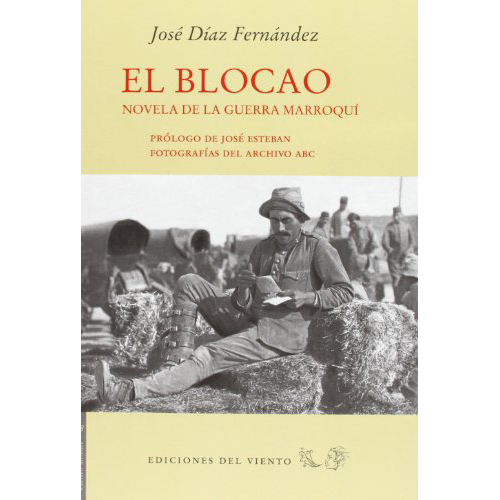 José Díaz Fernández
EL BLOCAO
NOVELA DE LA GUERRA MARROQUÍ
PRÓLOGO DE JOSÉ ESTEBAN
FOTOGRAFÍAS DEL ARCHIVO ABC
EDICIONES DEL VIENTO